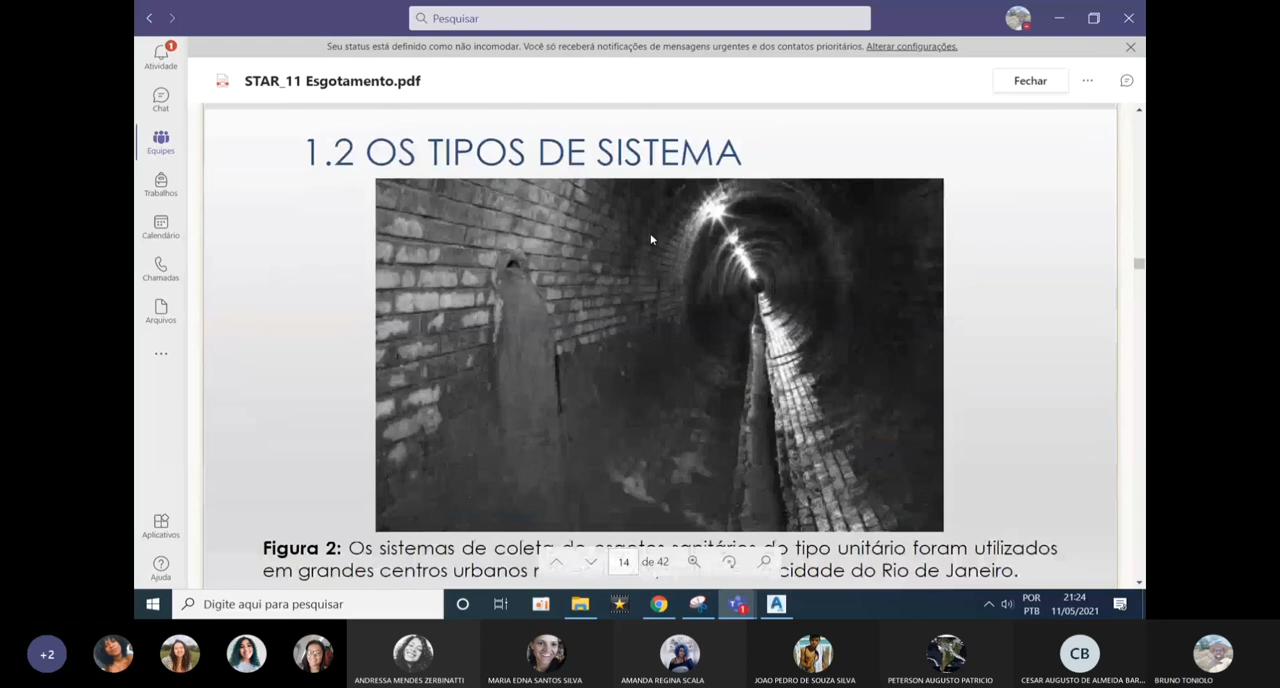 Pesquisar
Seu status está definido como não incomodar. Você só receberá notificações de mensagens urgentes e dos contatos prioritários. Alterar configurações.
1
Atividade
Chat
Equipes
Trabalhos
Calendário
Chamadas
Arquivos
Aplicativos
Ajuda
STAR_11 Esgotamento.pdf
Fechar
1.2 OS TIPOS DE SISTEMA
Figura 2: Os sistemas de coleta de esgotos sanitários do tipo unitário foram utilizados
em grandes centros urbanos cidade do Rio de Janeiro.
14 de 42
Digite aqui para pesquisar
1
POR
PTB
21:24
11/05/2021
+2
ANDRESSA MENDES ZERBINATTI
MARIA EDNA SANTOS SILVA
AMANDA REGINA SCALA
JOAO PEDRO DE SOUZA SILVA
PETERSON AUGUSTO PATRICIO
CB
CESAR AUGUSTO DE ALMEIDA BAR...
BRUNO TONIOLO